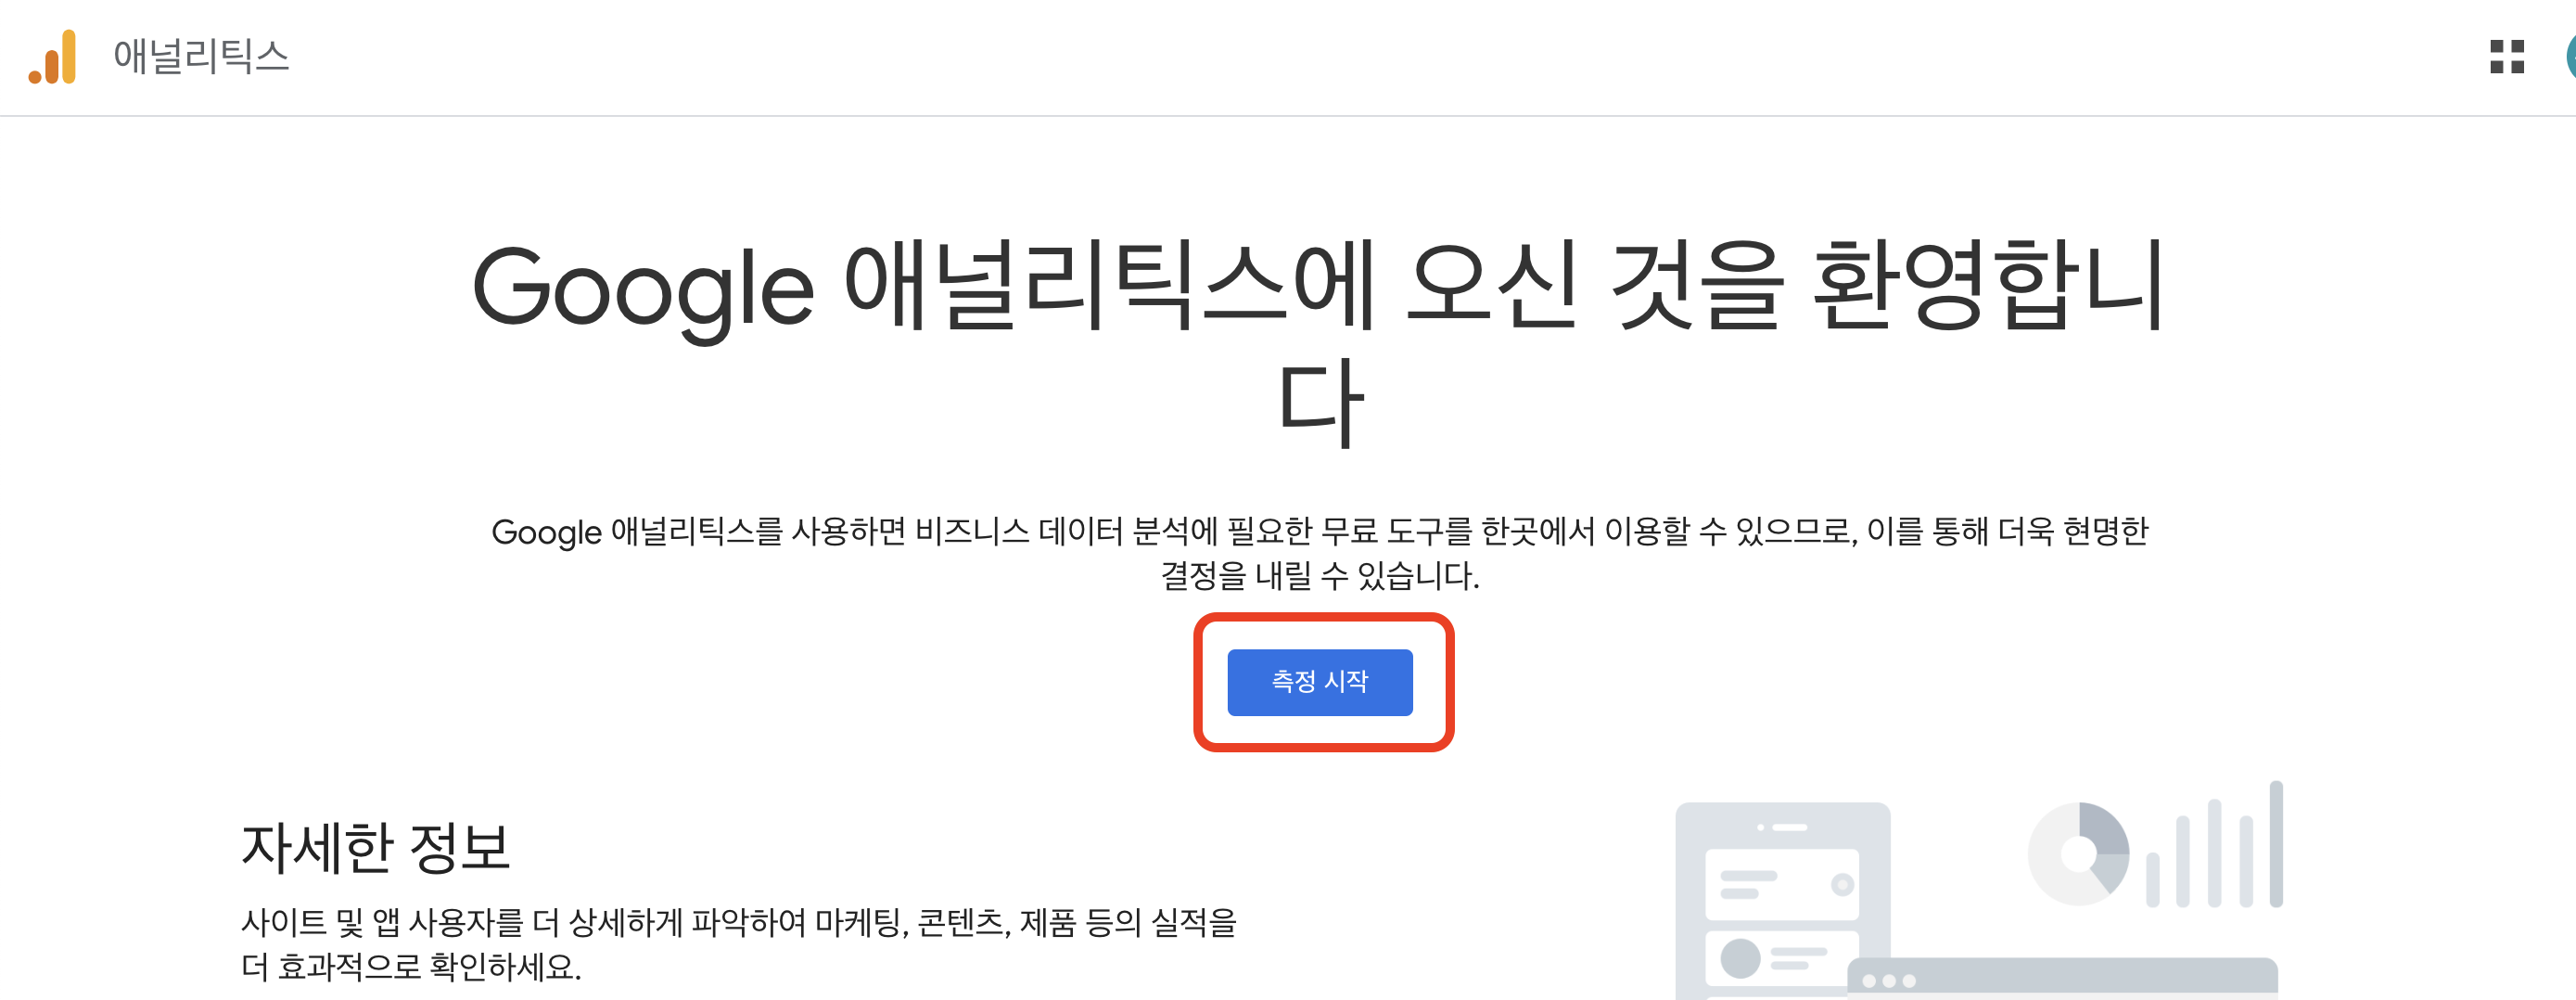 애널리틱스
Google 애널리틱스에 오신 것을 환영합니
다
Google 애널리틱스를 사용하면 비즈니스 데이터 분석에 필요한 무료 도구를 한곳에서 이용할 수 있으므로, 이를 통해 더욱 현명한
결정을 내릴 수 있습니다.
측정 시작
자세한 정보
사이트 및 앱 사용자를 더 상세하게 파악하여 마케팅, 콘텐츠, 제품 등의 실적을
더 효과적으로 확인하세요.